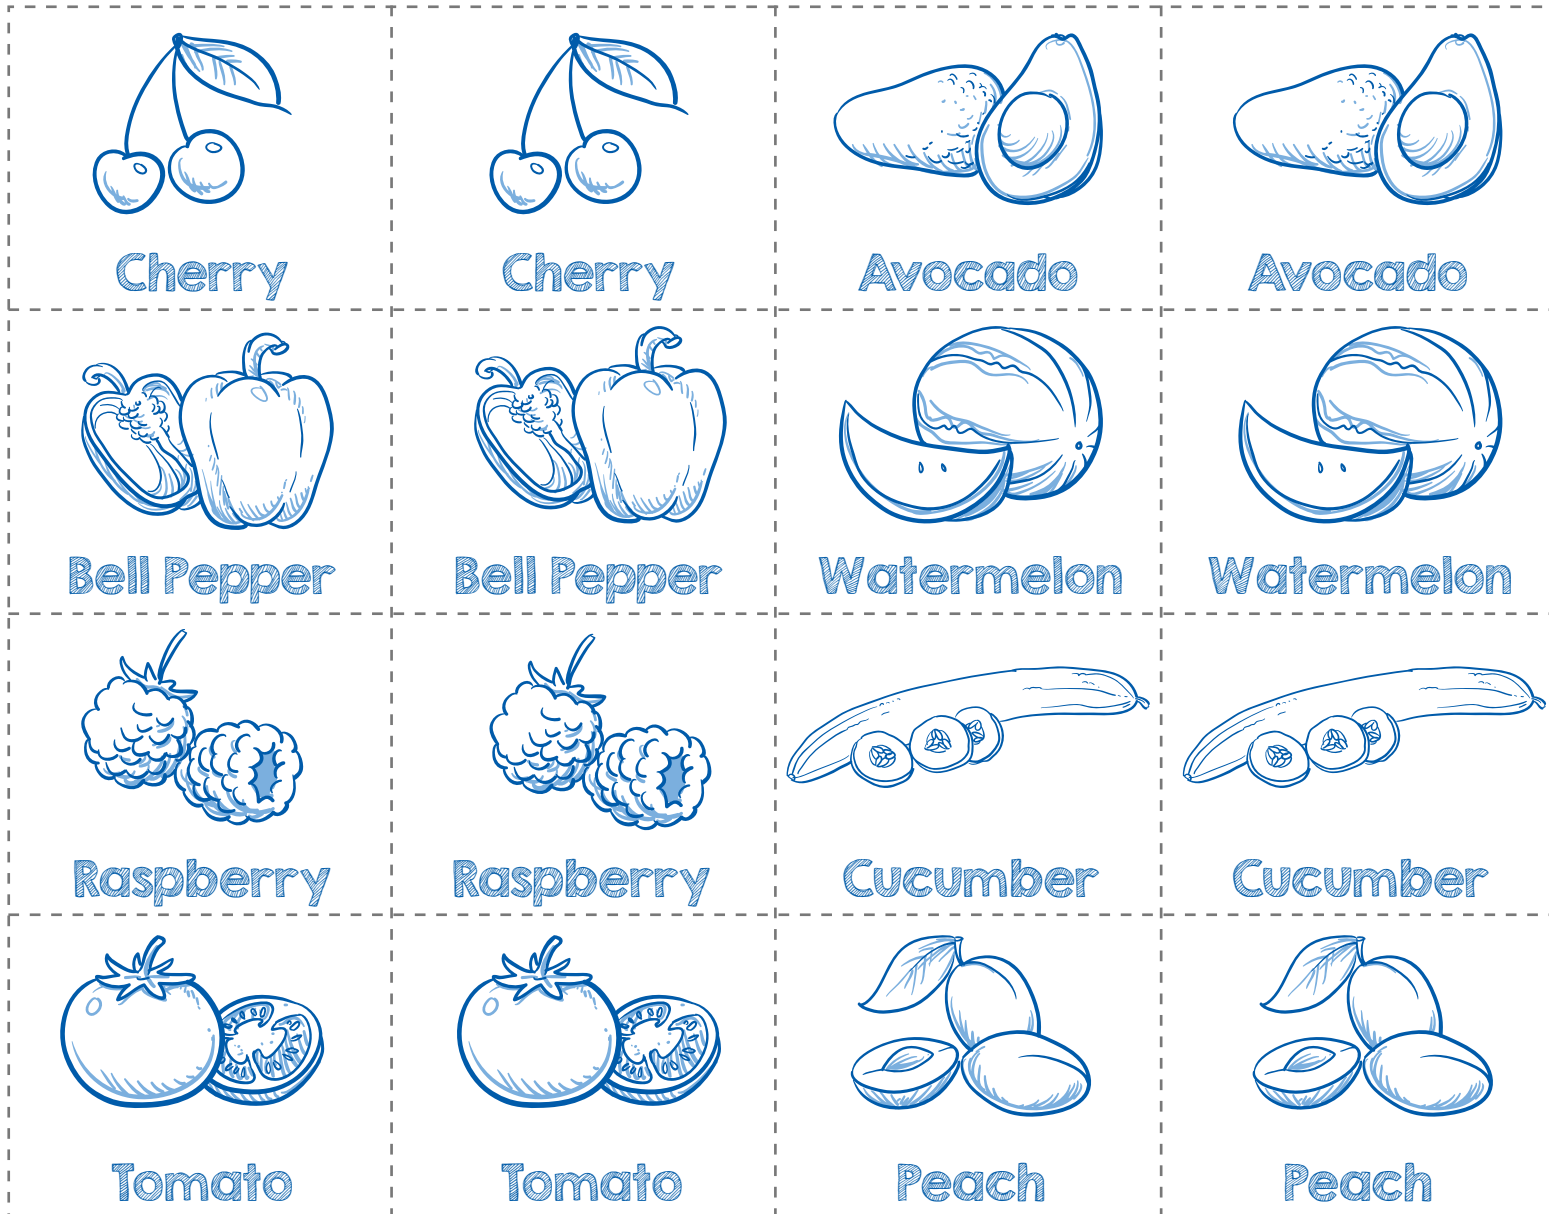 Cherry
Cherry
Avocado
Avocado
Bell Pepper
Bell Pepper
Watermelon
Watermelon
Raspberry
Raspberry
Cucumber
Cucumber
Tomato
Tomato
Peach
Peach